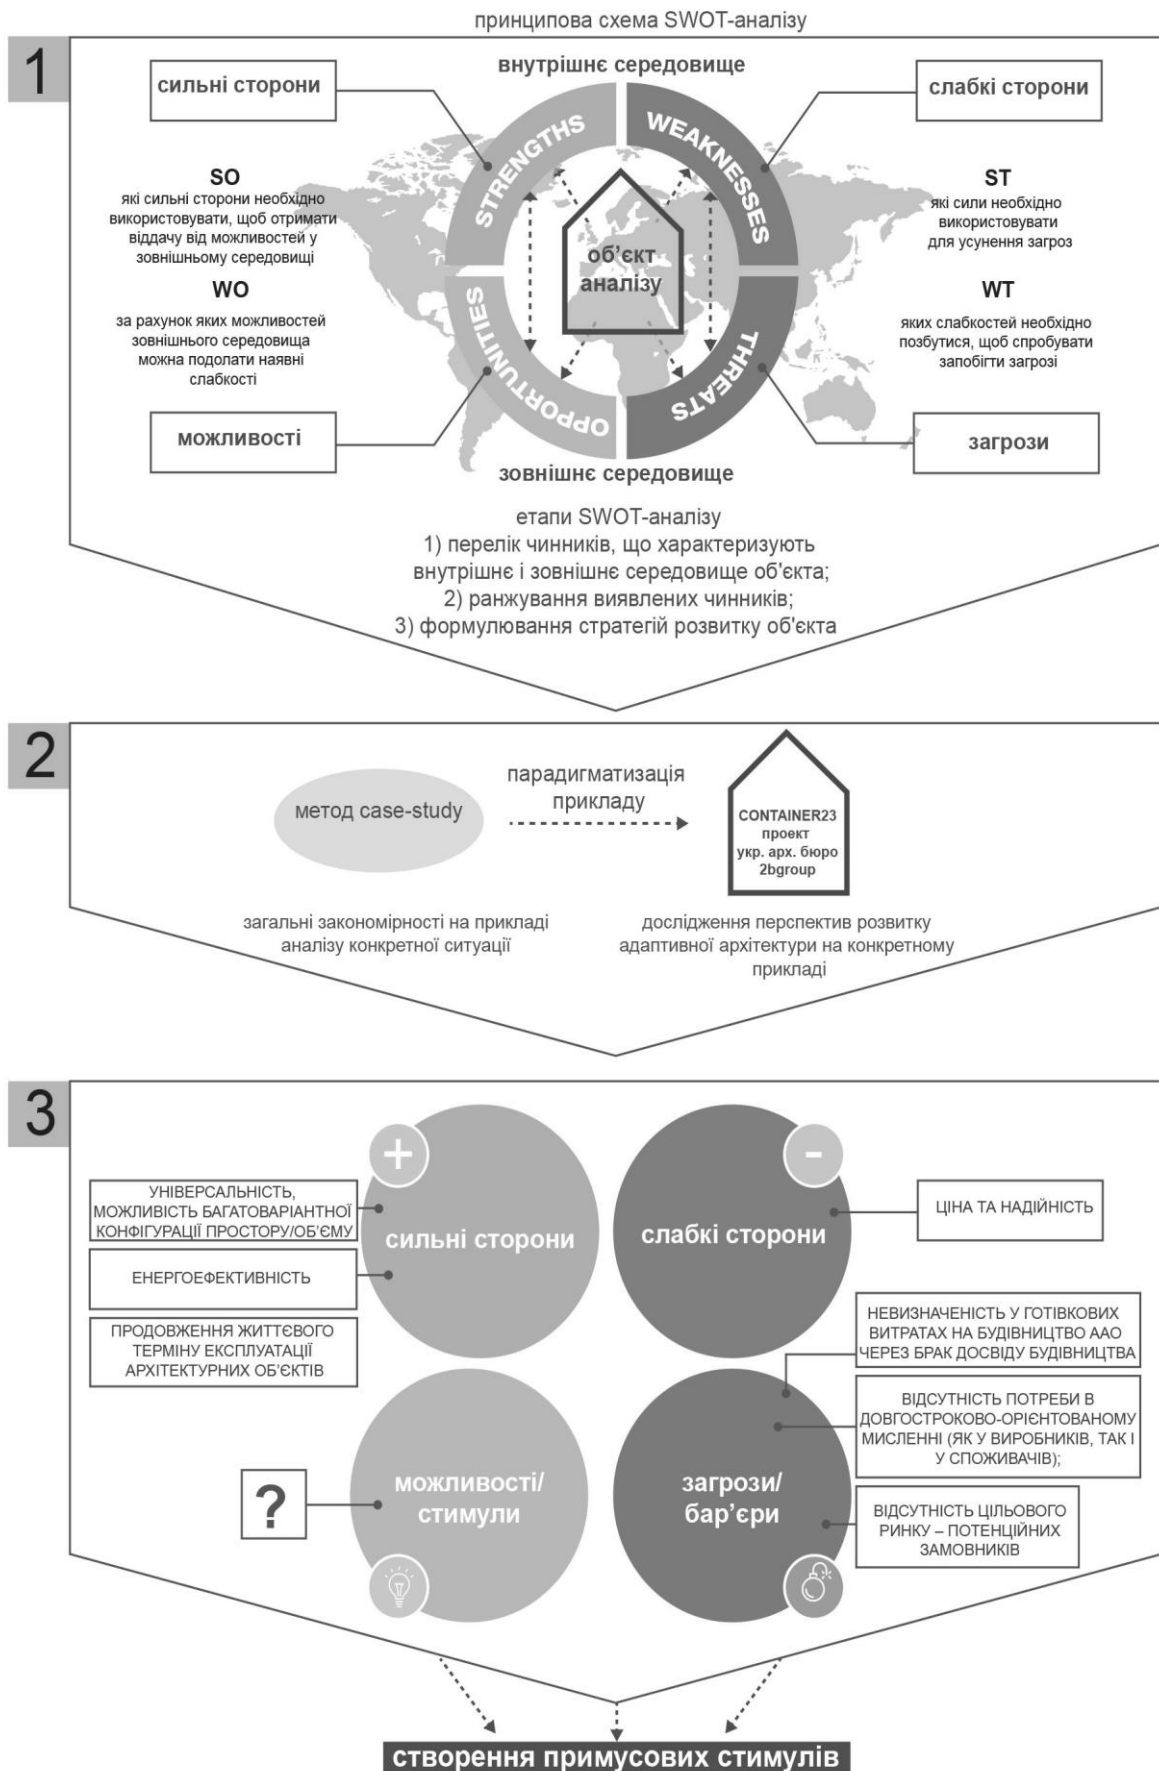 принципова схема SWOT-аналізу
1
внутрішнє середовище
сильні сторони
слабкі сторони
STRENGTHS
WEAKNESSES
SO
які сильні сторони необхідно
використовувати, щоб отримати
віддачу від можливостей у
зовнішньому середовищі
ST
які сили необхідно
використовувати
для усунення загроз
об’єкт
аналізу
WO
за рахунок яких можливостей
зовнішнього середовища
можна подолати наявні
слабкості
WT
яких слабкостей необхідно
позбутися, щоб спробувати
запобігти загрозі
OPPORTUNITIES
THREATS
можливості
загрози
зовнішнє середовище
етапи SWOT-аналізу
1) перелік чинників, що характеризують
внутрішнє і зовнішнє середовище об'єкта;
2) ранжування виявлених чинників;
3) формулювання стратегій розвитку об'єкта
2
метод case-study
парадигматизація
прикладу
CONTAINER23
проект
укр. арх. бюро
2bgroup
загальні закономірності на прикладі
аналізу конкретної ситуації
дослідження перспектив розвитку
адаптивної архітектури на конкретному
прикладі
3
+
-
УНІВЕРСАЛЬНІСТЬ,
МОЖЛИВІСТЬ БАГАТОВАРІАНТНОЇ
КОНФІГУРАЦІЇ ПРОСТОРУ/ОБ’ЄМУ
ЕНЕРГОЕФЕКТИВНІСТЬ
ПРОДОВЖЕННЯ ЖИТТЄВОГО
ТЕРМІНУ ЕКСПЛУАТАЦІЇ
АРХІТЕКТУРНИХ ОБ’ЄКТІВ
сильні сторони
слабкі сторони
ЦІНА ТА НАДІЙНІСТЬ
НЕВИЗНАЧЕНІСТЬ У ГОТІВКОВИХ
ВИТРАТАХ НА БУДІВНИЦТВО ААО
ЧЕРЕЗ БРАК ДОСВІДУ БУДІВНИЦТВА
ВІДСУТНІСТЬ ПОТРЕБИ В
ДОВГОСТРОКОВО-ОРІЄНТОВАНОМУ
МИСЛЕННІ (ЯК У ВИРОБНИКІВ, ТАК І
У СПОЖИВАЧІВ);
?
можливості/
стимули
загрози/
бар’єри
ВІДСУТНІСТЬ ЦІЛЬОВОГО
РИНКУ – ПОТЕНЦІЙНИХ
ЗАМОВНИКІВ
створення примусових стимулів